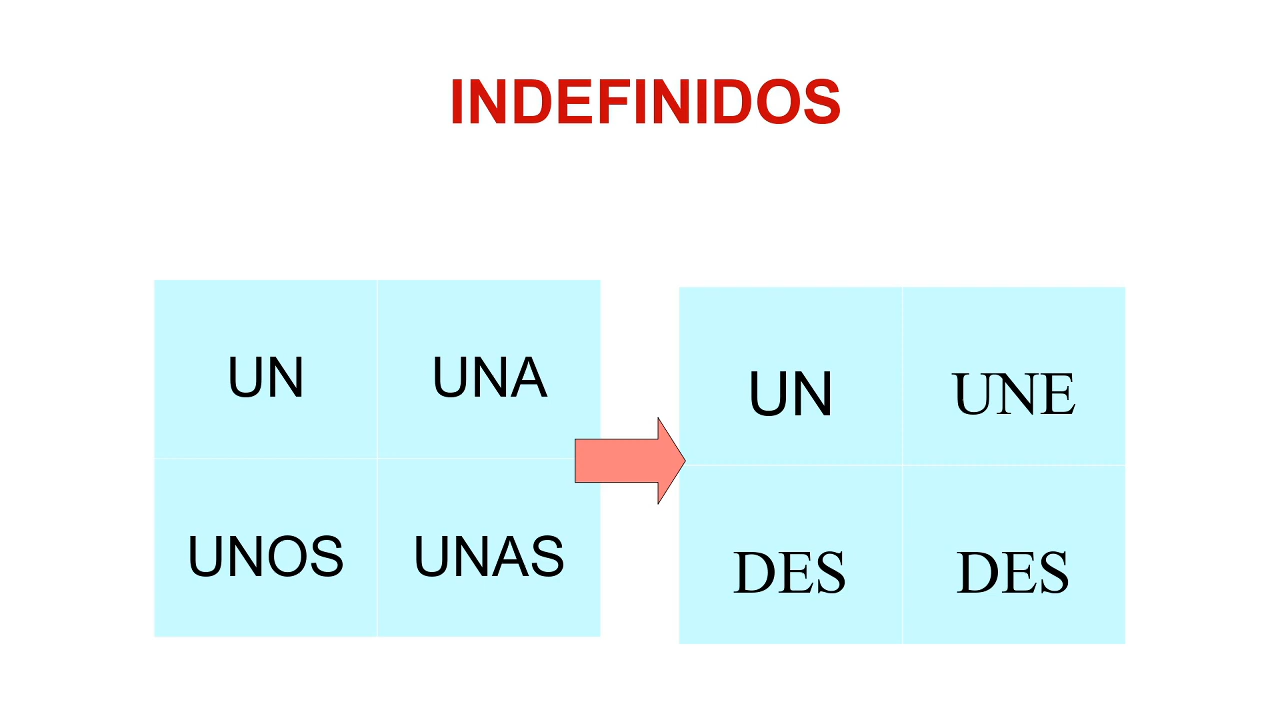 INDEFINIDOS
UN UNA
UNOS UNAS
UN UNE
DES DES